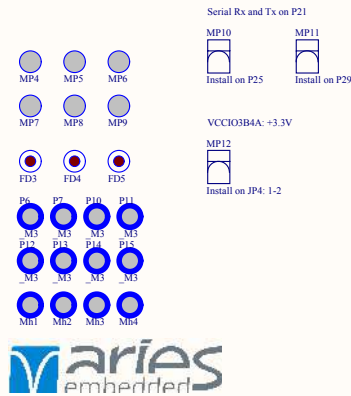 Serial Rx and Tx on P21
MP10 MP11
MP4 MP5 MP6
Install on P25 Install on P29
MP7 MP8 MP9
VCCIO3B4A: +3.3V
MP12
FD3 FD4 FD5
Install on JP4: 1-2
P6 P7 P10 P11
_M3 _M3 _M3 _M3
P12 P13 P14 P15
_M3 _M3 _M3 _M3
Mh1 Mh2 Mh3 Mh4
aries
embedded